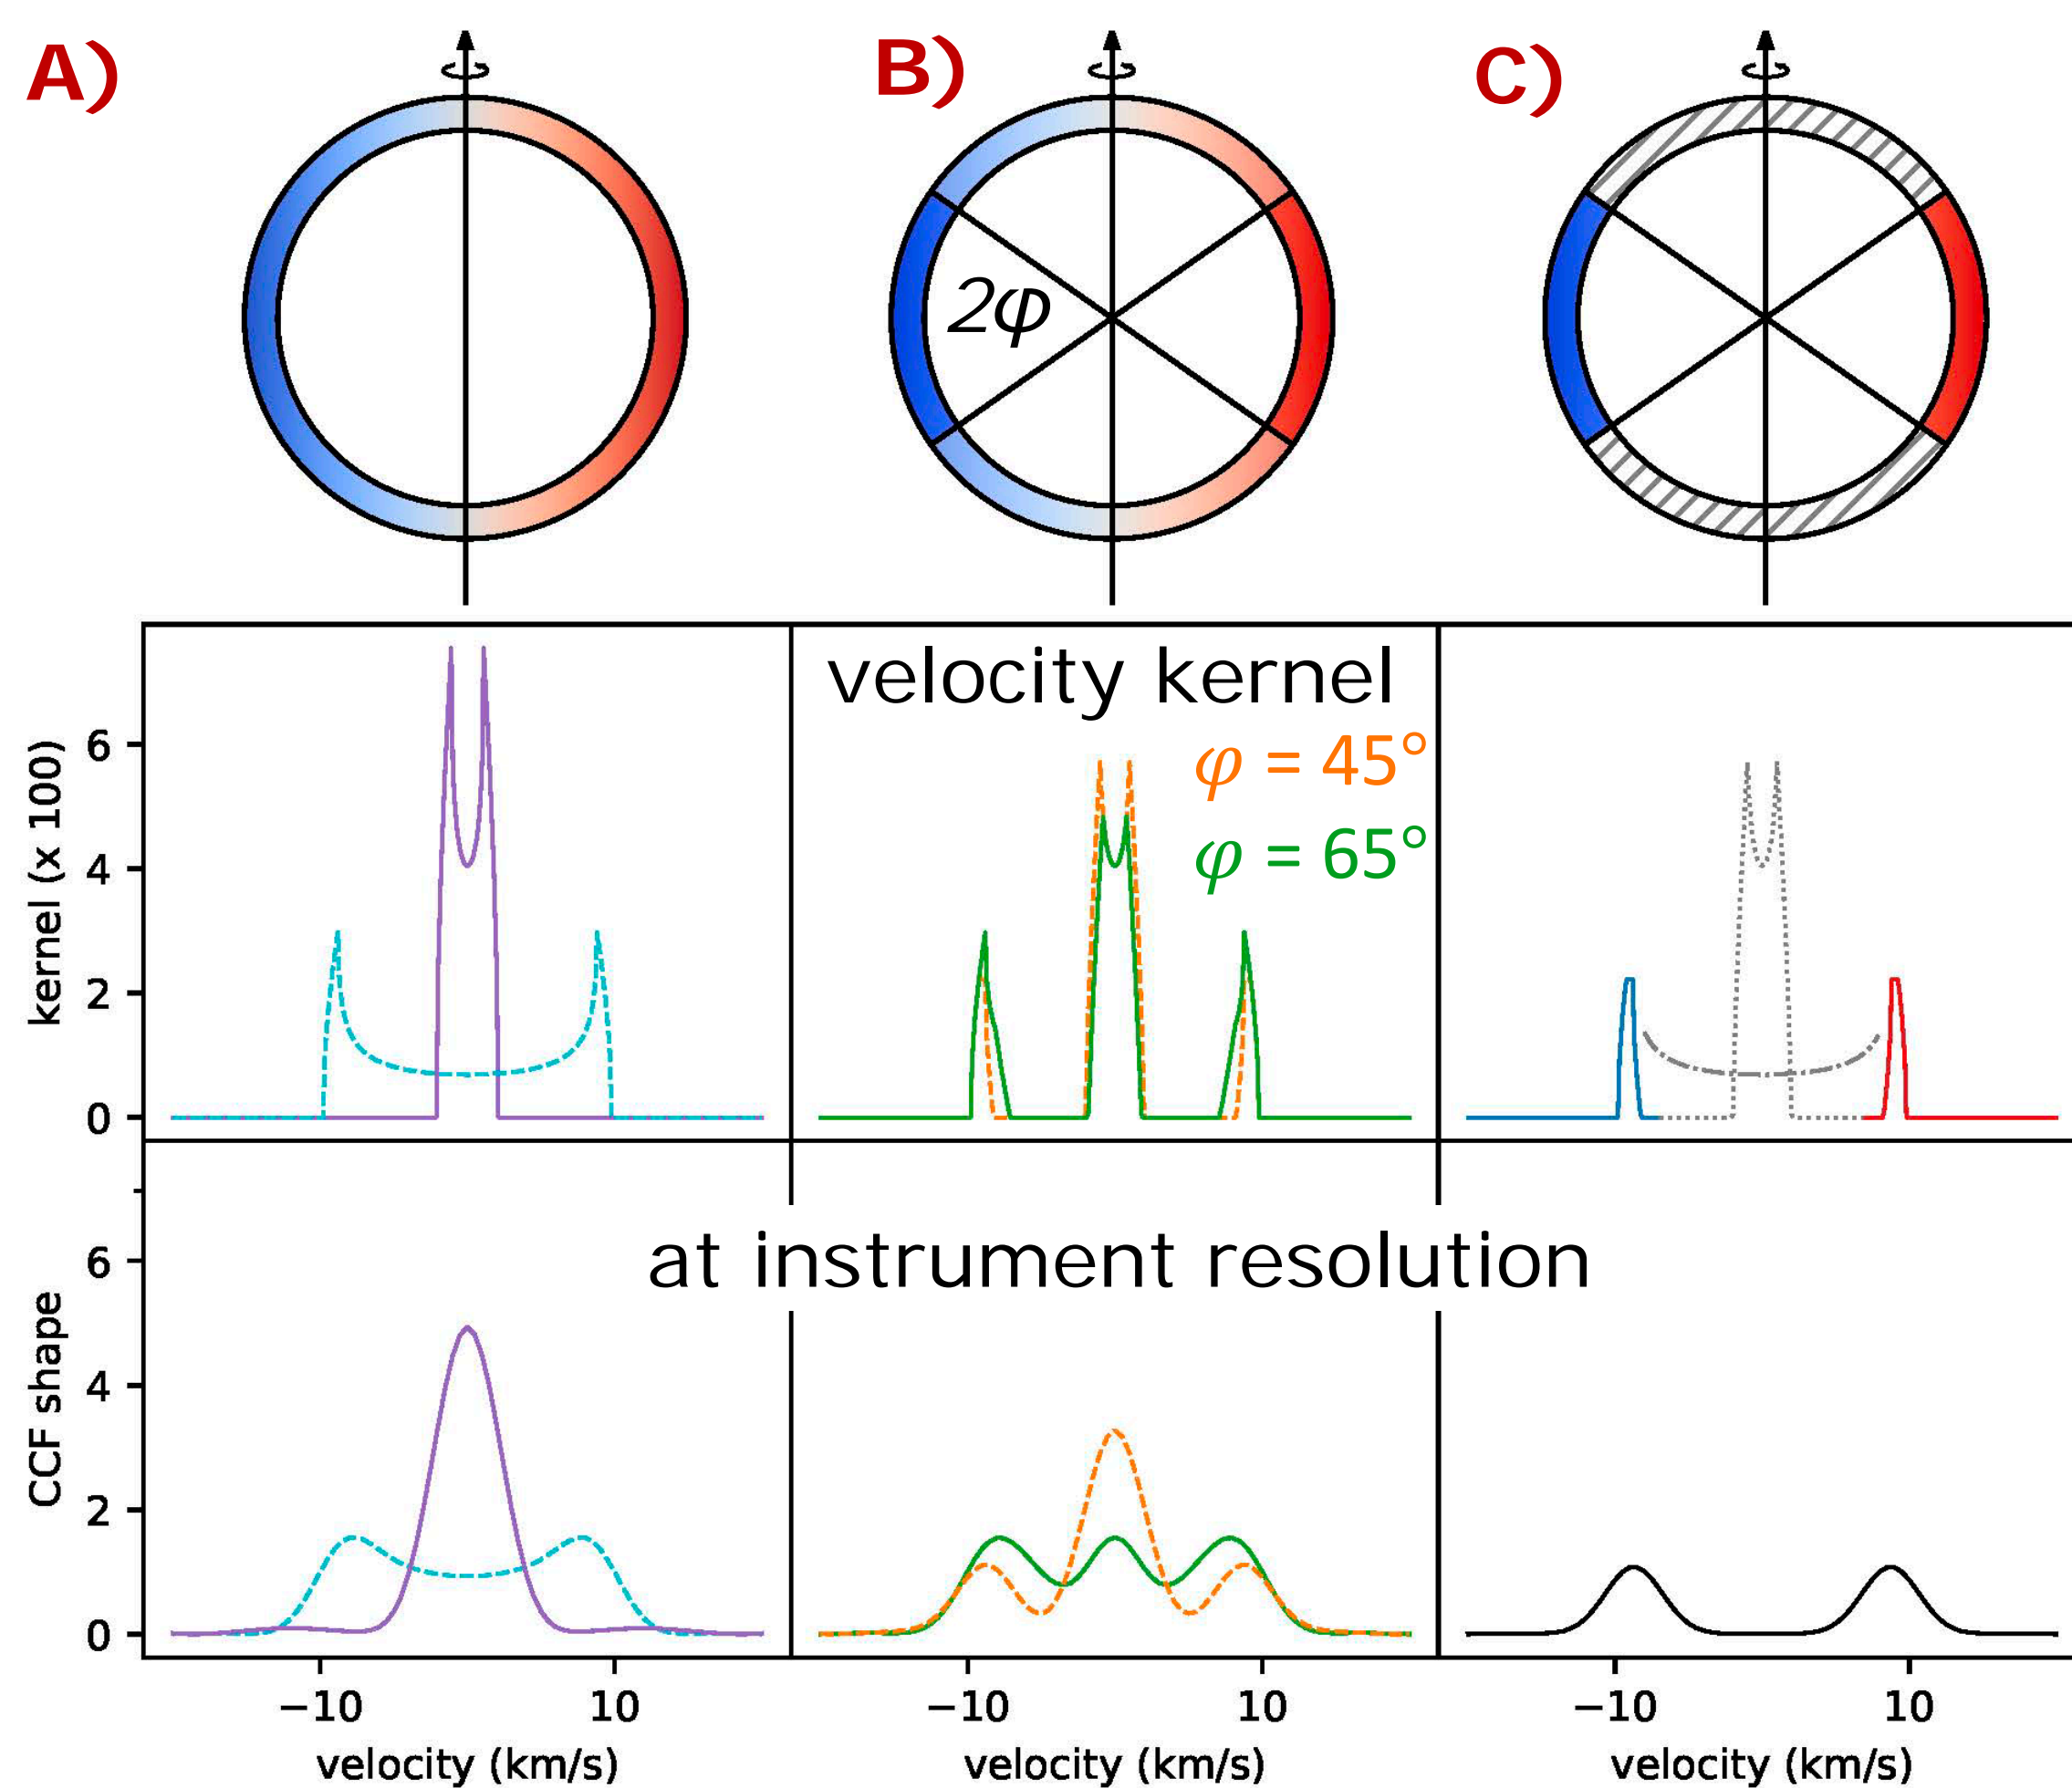 A)
B)
C)
2φ
velocity kernel
φ = 45°
φ = 65°
kernel (x 100)
6
4
2
0
at instrument resolution
CCF shape
6
4
2
0
−10 10 −10 10 −10 10
velocity (km/s) velocity (km/s) velocity (km/s)